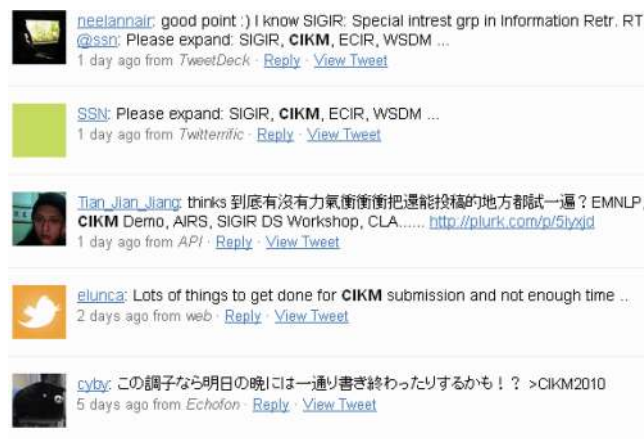 neelannair: good point :) I know SIGIR: Special intrest grp in Information Retr. RT
@ssn: Please expand: SIGIR, CIKM, ECIR, WSDM ...
1 day ago from TweetDeck · Reply · View Tweet
SSN: Please expand: SIGIR, CIKM, ECIR, WSDM ...
1 day ago from Twitterrific · Reply · View Tweet
Tian_Jian_Jiang: thinks 到底有沒有力氣衝衝衝把還能投稿的地方都試一遍？EMNLP,
CIKM Demo, AIRS, SIGIR DS Workshop, CLA...... http://plurk.com/p/5iyxjd
1 day ago from API · Reply · View Tweet
elunca: Lots of things to get done for CIKM submission and not enough time ..
2 days ago from web · Reply · View Tweet
cyby: この調子なら明日の晩には一通り書き終わったりするかも！？ >CIKM2010
5 days ago from Echofon · Reply · View Tweet